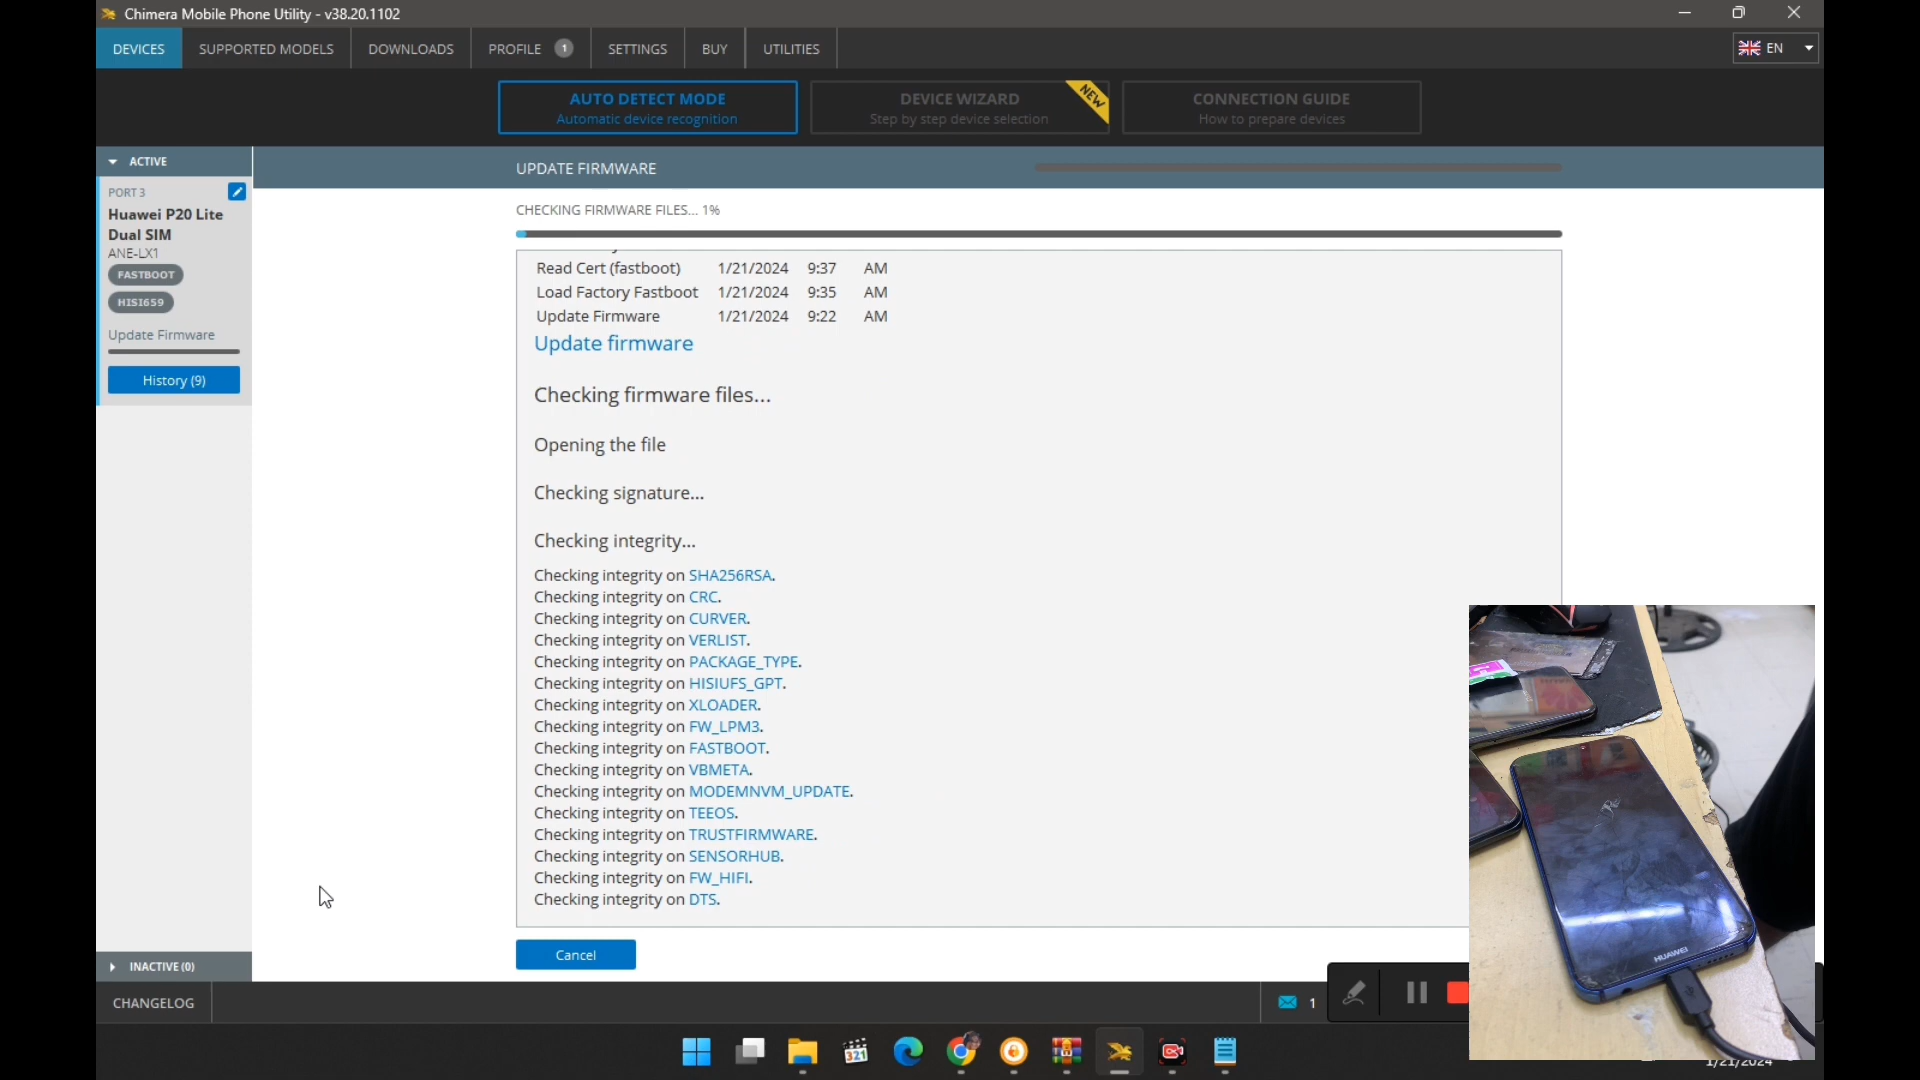 Chimera Mobile Phone Utility - v38.20.1102
DEVICES
SUPPORTED MODELS
DOWNLOADS
PROFILE 1
SETTINGS
BUY
UTILITIES
EN
AUTO DETECT MODE
Automatic device recognition
DEVICE WIZARD
Step by step device selection
NEW
CONNECTION GUIDE
How to prepare devices
ACTIVE
PORT 3
Huawei P20 Lite
Dual SIM
ANE-LX1
FASTBOOT
HISI659
Update Firmware
History (9)
UPDATE FIRMWARE
CHECKING FIRMWARE FILES... 1%
Read Cert (fastboot) 1/21/2024 9:37 AM
Load Factory Fastboot 1/21/2024 9:35 AM
Update Firmware 1/21/2024 9:22 AM
Update firmware
Checking firmware files...
Opening the file
Checking signature...
Checking integrity...
Checking integrity on SHA256RSA.
Checking integrity on CRC.
Checking integrity on CURVER.
Checking integrity on VERLIST.
Checking integrity on PACKAGE_TYPE.
Checking integrity on HISIUFS_GPT.
Checking integrity on XLOADER.
Checking integrity on FW_LPM3.
Checking integrity on FASTBOOT.
Checking integrity on VBMETA.
Checking integrity on MODEMNVM_UPDATE.
Checking integrity on TEEOS.
Checking integrity on TRUSTFIRMWARE.
Checking integrity on SENSORHUB.
Checking integrity on FW_HIFI.
Checking integrity on DTS.
Cancel
INACTIVE (0)
CHANGELOG
1
HUAWEI
321
1/21/2024